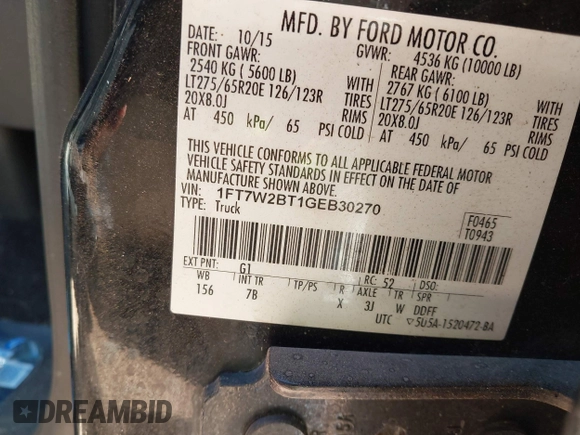 MFD. BY FORD MOTOR CO.
DATE: 10/15 GVWR: 4536 KG (10000 LB)
FRONT GAWR: REAR GAWR:
2540 KG ( 5600 LB) WITH 2767 KG ( 6100 LB) WITH
LT275/65R20E 126/123R TIRES LT275/65R20E 126/123R TIRES
20X8.0J RIMS 20X8.0J RIMS
AT 450 kPa/ 65 PSI COLD AT 450 kPa/ 65 PSI COLD
THIS VEHICLE CONFORMS TO ALL APPLICABLE FEDERAL MOTOR
VEHICLE SAFETY STANDARDS IN EFFECT ON THE DATE OF
MANUFACTURE SHOWN ABOVE.
VIN: 1FT7W2BT1GEB30270
TYPE: Truck
F0465
T0943
EXT PNT: G1 RC: 52 DSO:
WB INT TR TP/PS R AXLE TR SPR
156 7B X 3J W DDFF
UTC ▽5U5A-1520472-BA
DREAMBID